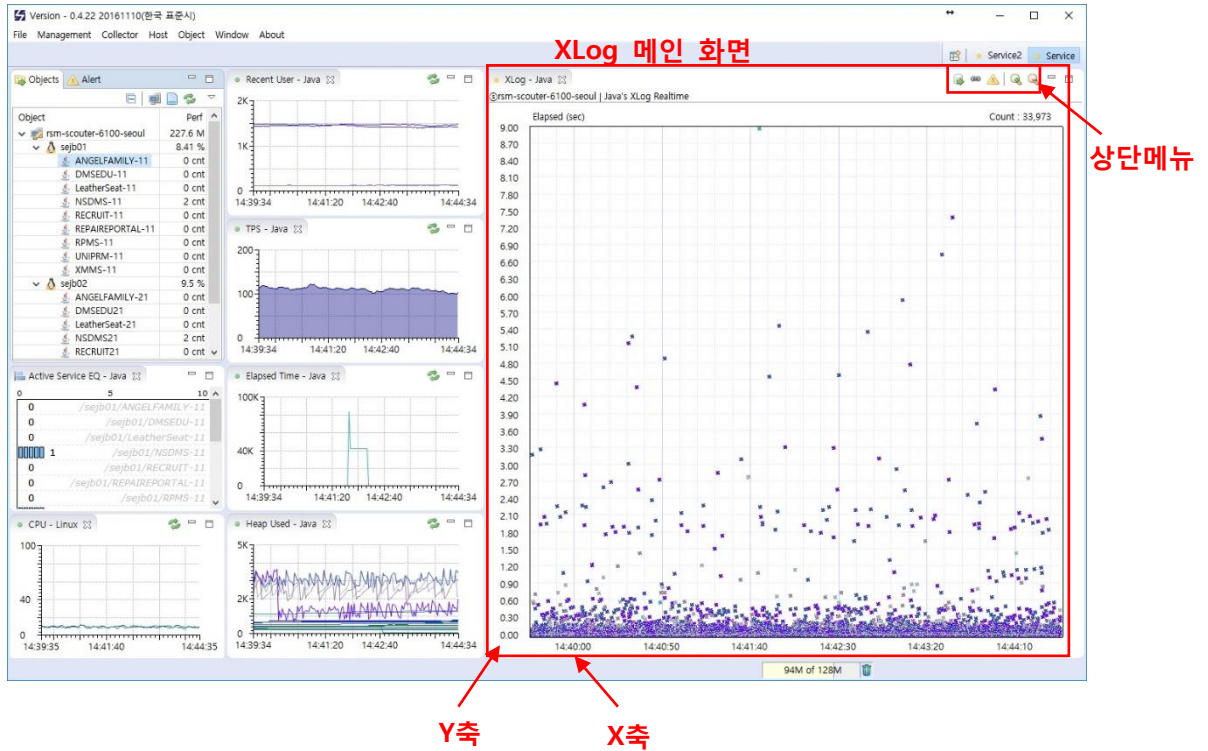 Version - 0.4.22 20161110(한국 표준시)
File Management Collector Host Object Window About
XLog 메인 화면
Service2 Service
Objects Alert
Object Perf
rsm-scouter-6100-seoul 227.6 M
sejb01 8.41 %
ANGELFAMILY-11 0 cnt
DMSEDU-11 0 cnt
LeatherSeat-11 0 cnt
NSDMS-11 2 cnt
RECRUIT-11 0 cnt
REPAIREPORTAL-11 0 cnt
RPMS-11 0 cnt
UNIPRM-11 0 cnt
XMMS-11 0 cnt
sejb02 9.5 %
ANGELFAMILY-21 0 cnt
DMSEDU21 0 cnt
LeatherSeat-21 0 cnt
NSDMS21 2 cnt
RECRUIT21 0 cnt
Active Service EQ - Java
0 5 10
0 /sejb01/ANGELFAMILY-11
0 /sejb01/DMSEDU-11
0 /sejb01/LeatherSeat-11
1 /sejb01/NSDMS-11
0 /sejb01/RECRUIT-11
0 /sejb01/REPAIREPORTAL-11
0 /sejb01/RPMS-11
CPU - Linux
100
40
0
14:39:35 14:41:40 14:44:35
Recent User - Java
2K
1K
0
14:39:34 14:41:20 14:42:40 14:44:34
TPS - Java
200
100
0
14:39:34 14:41:20 14:42:40 14:44:34
Elapsed Time - Java
100K
40K
0
14:39:34 14:41:20 14:42:40 14:44:34
Heap Used - Java
5K
2K
0
14:39:34 14:41:20 14:42:40 14:44:34
XLog - Java
rsm-scouter-6100-seoul | Java's XLog Realtime
Elapsed (sec) Count : 33,973
9.00
8.70
8.40
8.10
7.80
7.50
7.20
6.90
6.60
6.30
6.00
5.70
5.40
5.10
4.80
4.50
4.20
3.90
3.60
3.30
3.00
2.70
2.40
2.10
1.80
1.50
1.20
0.90
0.60
0.30
0.00
14:40:00 14:40:50 14:41:40 14:42:30 14:43:20 14:44:10
94M of 128M
상단메뉴
Y축 X축